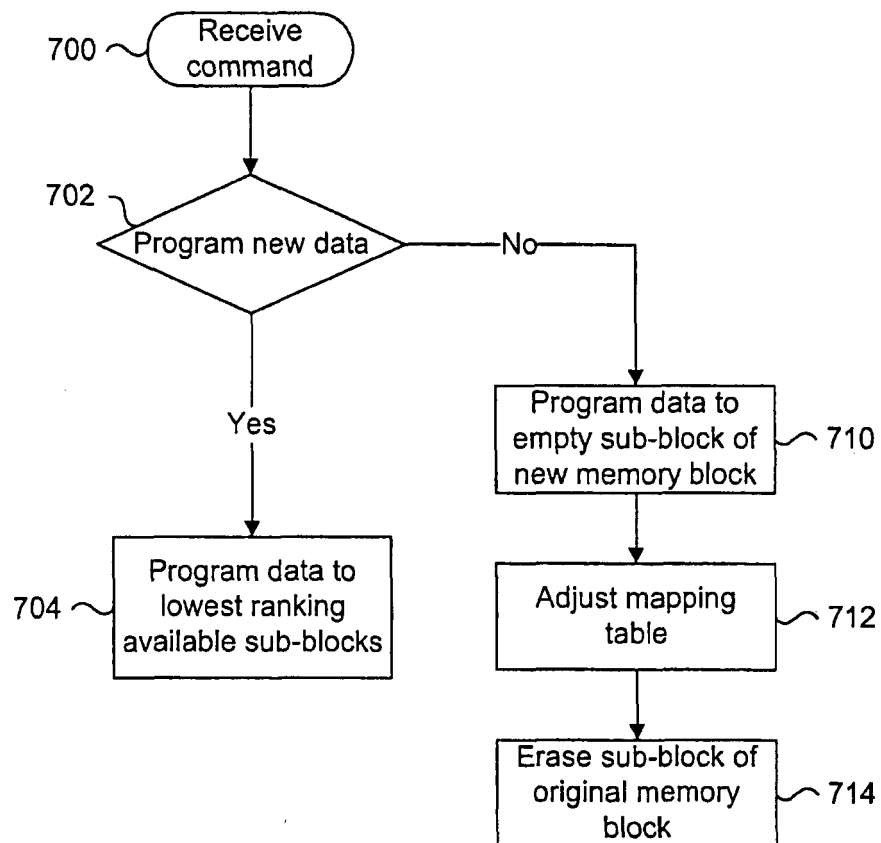 700
Receive
command
702
Program new data
No
Yes
Program data to
empty sub-block of
new memory block
710
704
Program data to
lowest ranking
available sub-blocks
Adjust mapping
table
712
Erase sub-block of
original memory
block
714